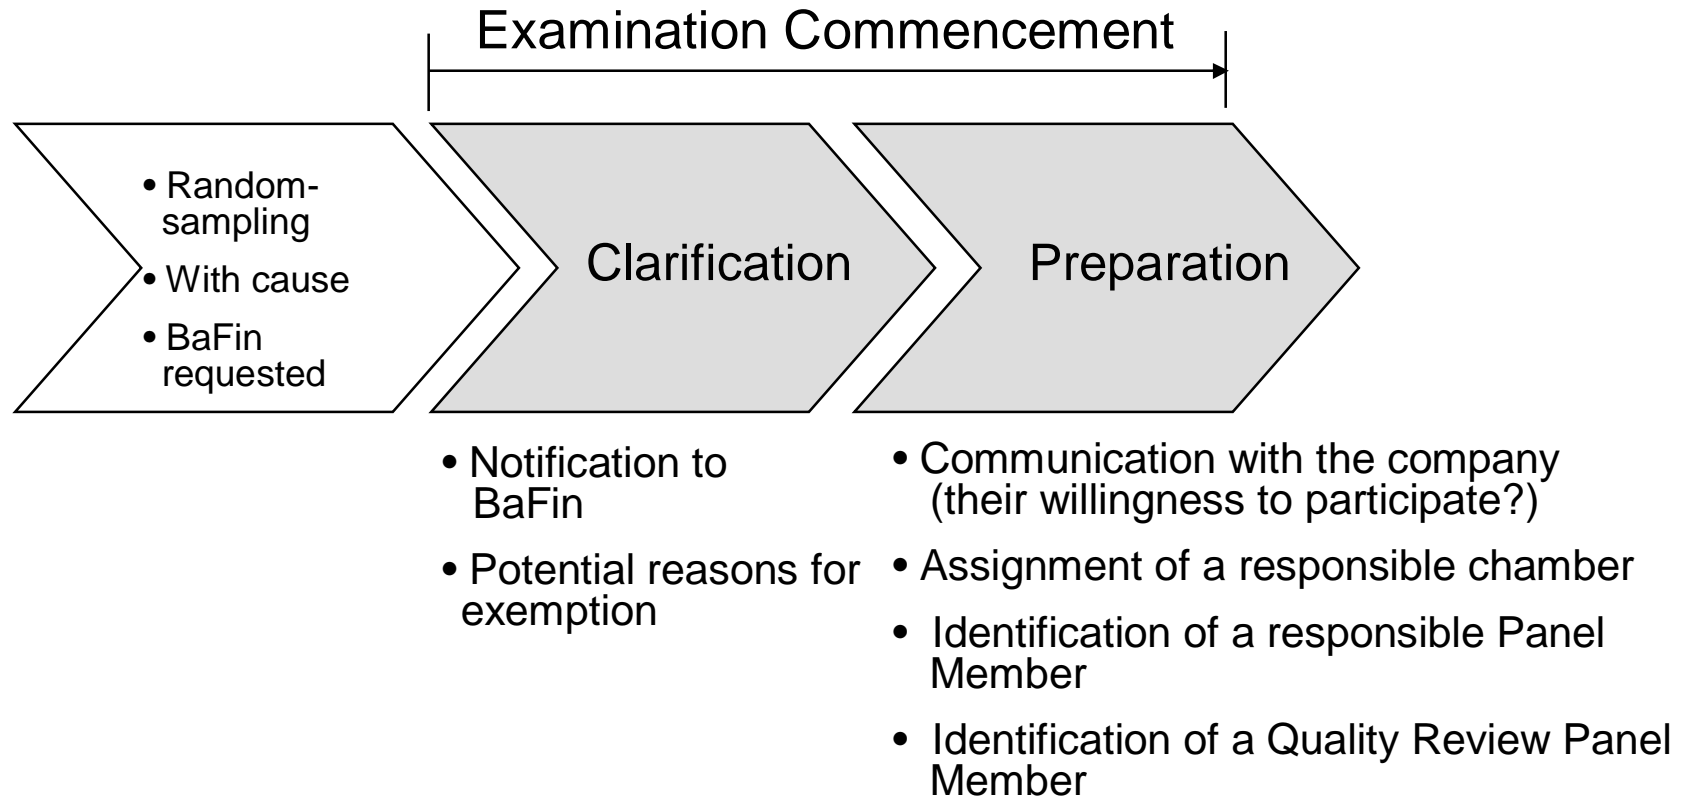 Examination Commencement
• Random-
sampling
• With cause
• BaFin
requested
Clarification
Preparation
• Notification to
BaFin
• Potential reasons for
exemption
• Communication with the company
(their willingness to participate?)
• Assignment of a responsible chamber
• Identification of a responsible Panel
Member
• Identification of a Quality Review Panel
Member